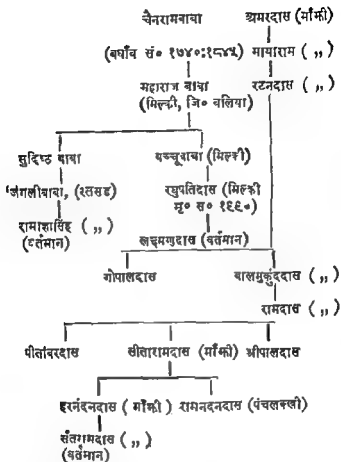 चैनरामबाबा अमरदास (माँझी)
(बर्घाँव सं० १७४०:१८४५) मायाराम (,,)
महाराज बाबा रतनदास (,,)
(मिल्की, जि० बलिया)
सुदिष्ठ बाबा बच्चूबाबा (मिल्की)
जंगलीबाबा, (रतसड) रघुपतिदास (मिल्की
मृ० स० १९९०)
रामाज्ञासिंह (,,)
(वर्तमान) लक्ष्मणदास (वर्तमान)
गोपालदास बालमुकुंददास (,,)
रामदास (,,)
पीतांबरदास सीतारामदास (माँझी) श्रीपालदास
हरनंदनदास (माँझी) रामनंदनदास (पंचलक्खी)
संतरामदास (,,)
(वर्तमान)